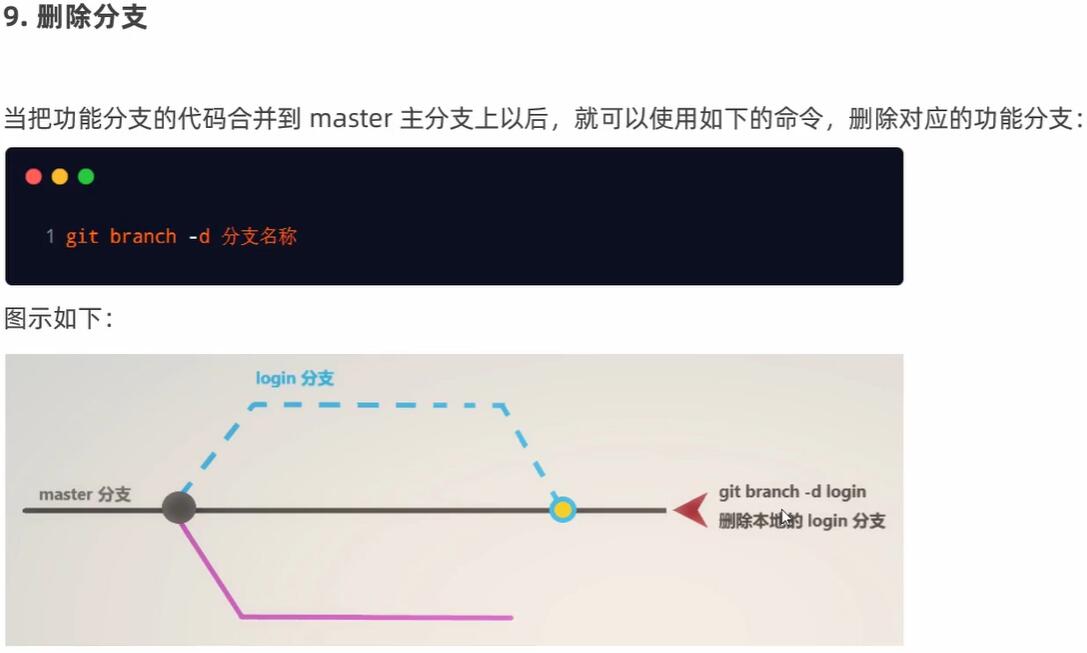 9. 删除分支
当把功能分支的代码合并到 master 主分支上以后，就可以使用如下的命令，删除对应的功能分支：
1 git branch -d 分支名称
图示如下：
login 分支
master 分支
git branch -d login
删除本地的 login 分支